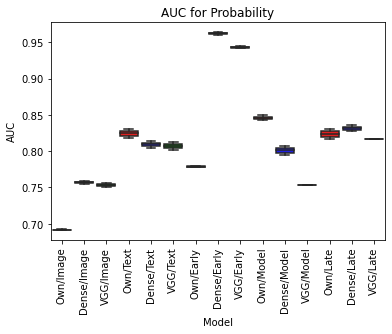 AUC for Probability
AUC
0.95
0.90
0.85
0.80
0.75
0.70
Own/Image
Dense/Image
VGG/Image
Own/Text
Dense/Text
VGG/Text
Own/Early
Dense/Early
VGG/Early
Own/Model
Dense/Model
VGG/Model
Own/Late
Dense/Late
VGG/Late
Model